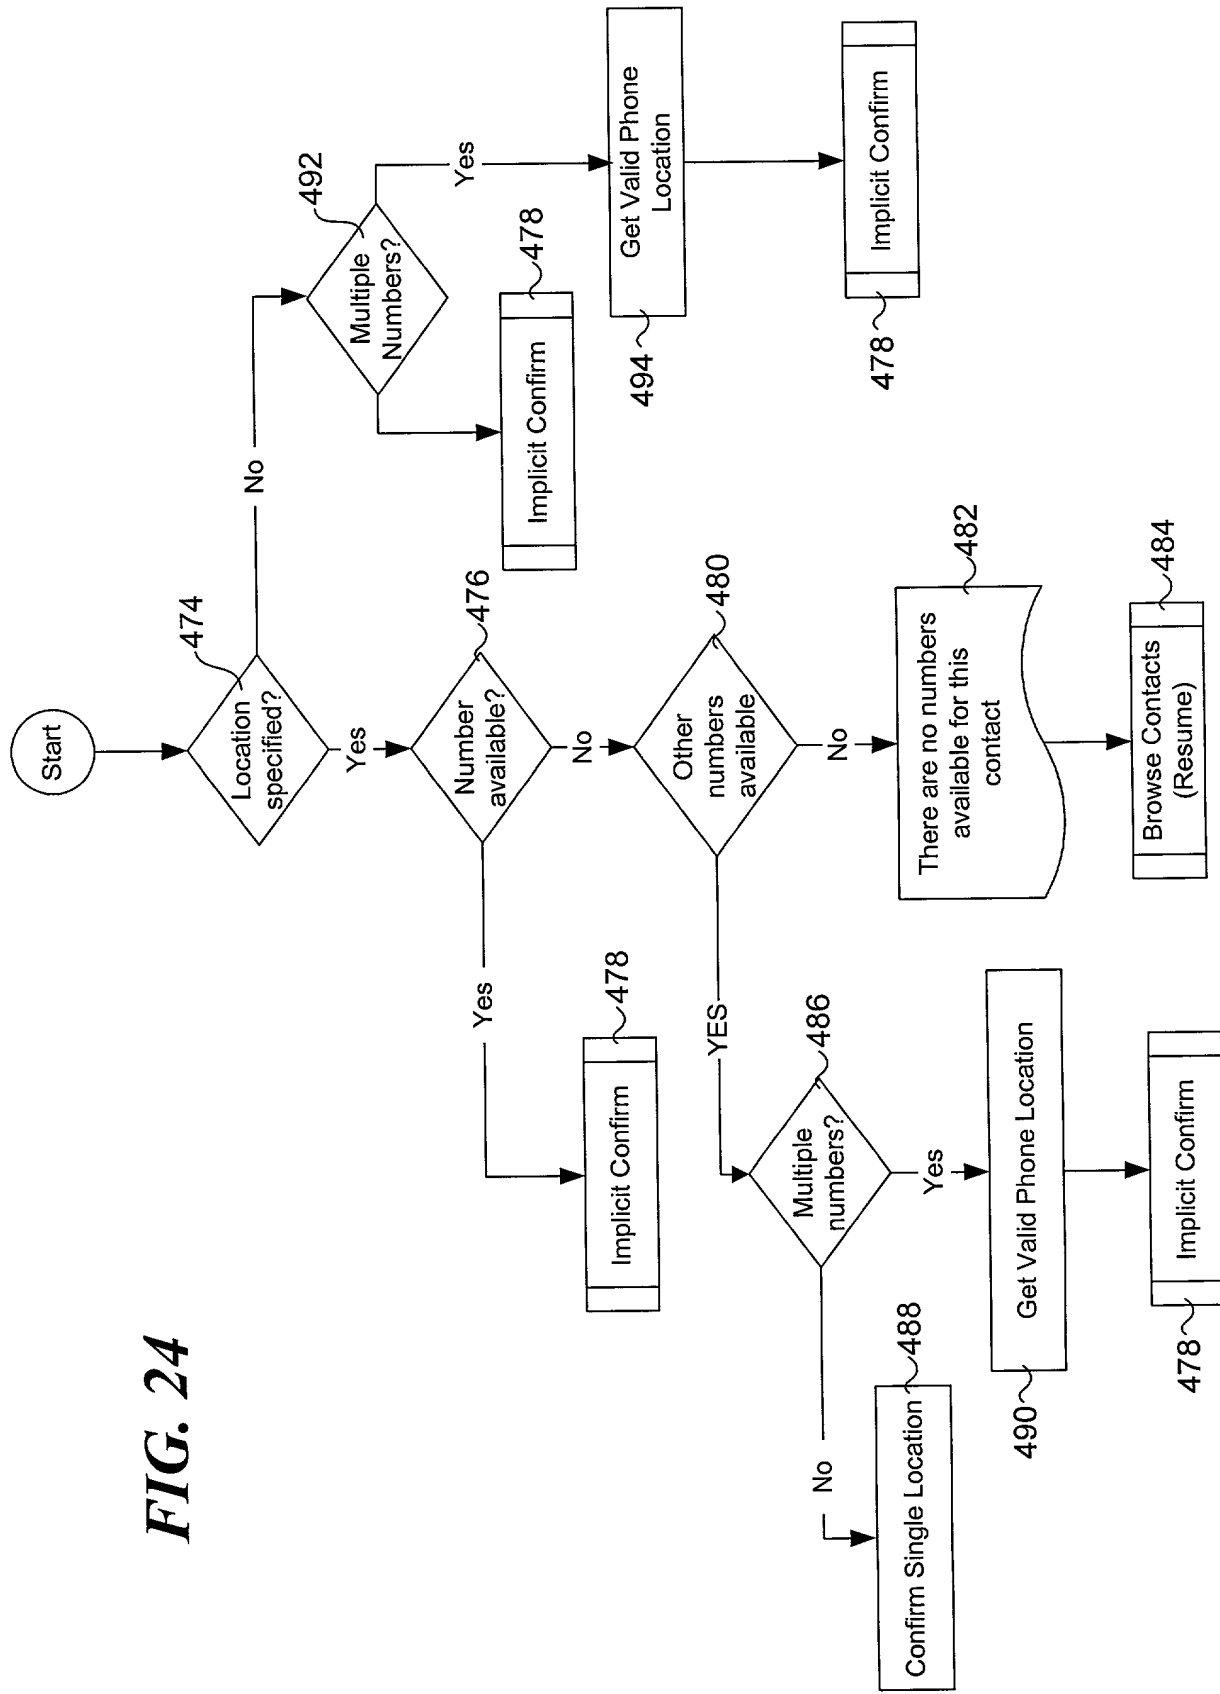 FIG. 24
Start
474
Location
specified?
No
Yes
492
Multiple
Numbers?
Yes
478
Implicit Confirm
494
Get Valid Phone
Location
478
Implicit Confirm
476
Number
available?
Yes
No
478
Implicit Confirm
480
Other
numbers
available
YES
No
482
There are no numbers
available for this
contact
484
Browse Contacts
(Resume)
486
Multiple
numbers?
No
Yes
488
Confirm Single Location
490
Get Valid Phone Location
478
Implicit Confirm